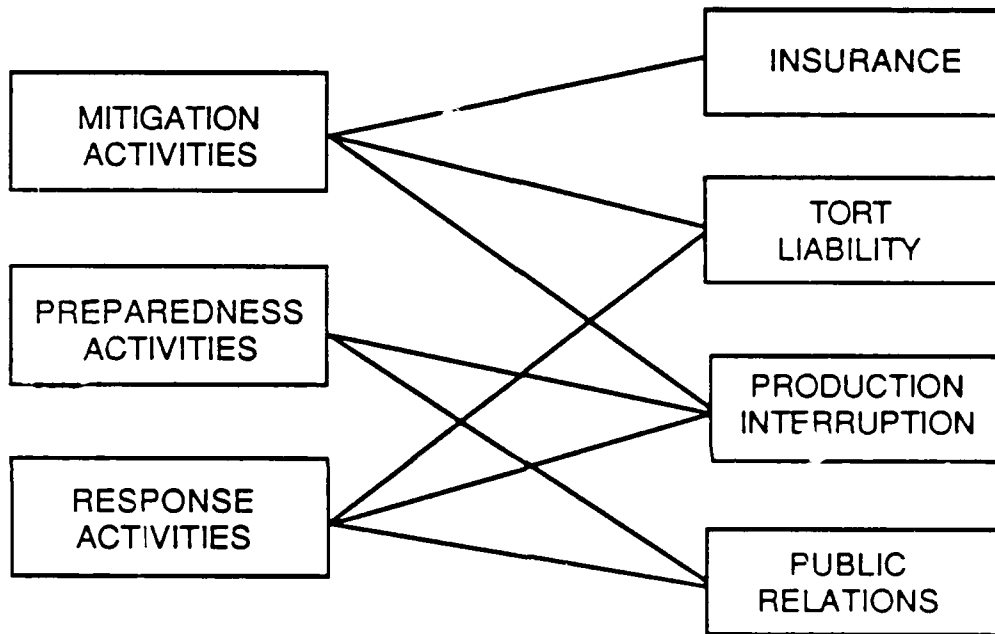 MITIGATION
ACTIVITIES
PREPAREDNESS
ACTIVITIES
RESPONSE
ACTIVITIES
INSURANCE
TORT
LIABILITY
PRODUCTION
INTERRUPTION
PUBLIC
RELATIONS